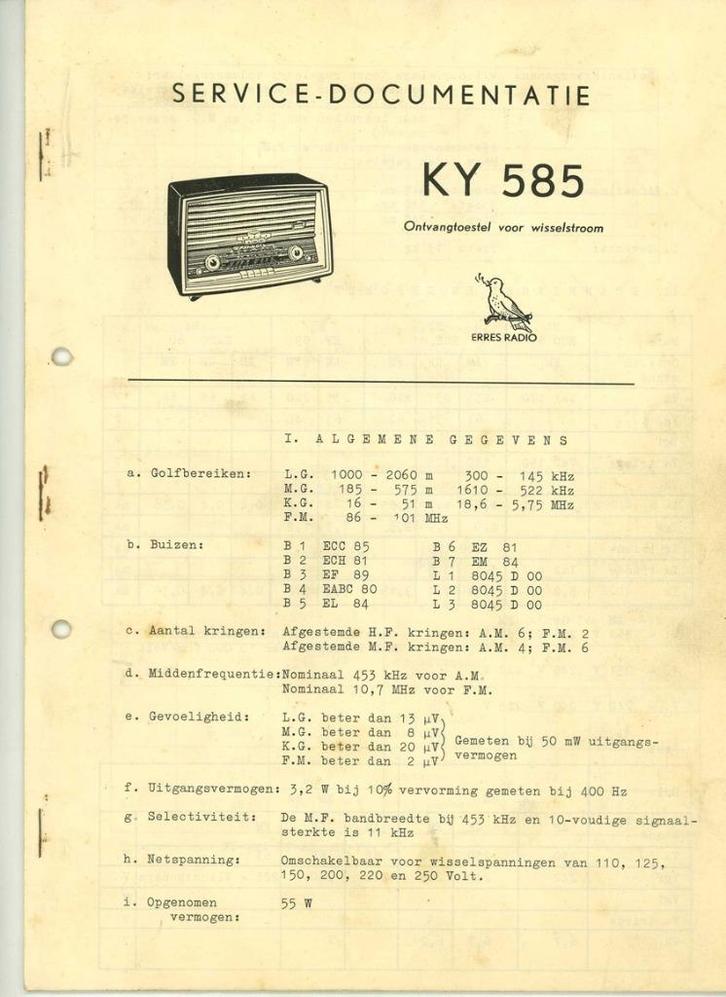 SERVICE-DOCUMENTATIE
KY 585
Ontvangtoestel voor wisselstroom
ERRES RADIO
I. ALGEMENE GEGEVENS
a. Golfbereiken: L.G. 1000 - 2060 m 300 - 145 kHz
M.G. 185 - 575 m 1610 - 522 kHz
K.G. 16 - 51 m 18,6 - 5,75 MHz
F.M. 86 - 101 MHz
b. Buizen: B 1 ECC 85 B 6 EZ 81
B 2 ECH 81 B 7 EM 84
B 3 EF 89 L 1 8045 D 00
B 4 EABC 80 L 2 8045 D 00
B 5 EL 84 L 3 8045 D 00
c. Aantal kringen: Afgestemde H.F. kringen: A.M. 6; F.M. 2
Afgestemde M.F. kringen: A.M. 4; F.M. 6
d. Middenfrequentie: Nominaal 453 kHz voor A.M.
Nominaal 10,7 MHz voor F.M.
e. Gevoeligheid: L.G. beter dan 13 µV
M.G. beter dan 8 µV
K.G. beter dan 20 µV Gemeten bij 50 mW uitgangs-
F.M. beter dan 2 µV vermogen
f. Uitgangsvermogen: 3,2 W bij 10% vervorming gemeten bij 400 Hz
g. Selectiviteit: De M.F. bandbreedte bij 453 kHz en 10-voudige signaal-
sterkte is 11 kHz
h. Netspanning: Omschakelbaar voor wisselspanningen van 110, 125,
150, 200, 220 en 250 Volt.
i. Opgenomen 55 W
vermogen: